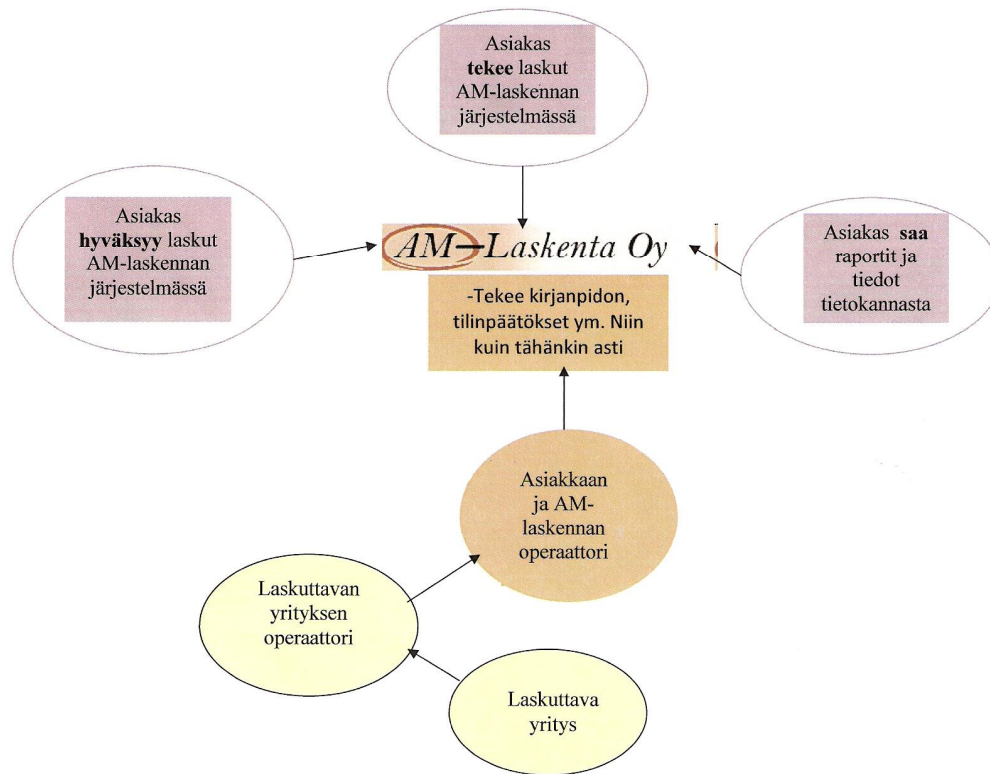 Asiakas
tekee laskut
AM-laskennan
järjestelmässä
Asiakas
hyväksyy laskut
AM-laskennan
järjestelmässä
AM-Laskenta Oy
Asiakas saa
raportit ja
tiedot
tietokannasta
-Tekee kirjanpidon,
tilinpäätökset ym. Niin
kuin tähänkin asti
Asiakkaan
ja AM-
laskennan
operaattori
Laskuttavan
yrityksen
operaattori
Laskuttava
yritys